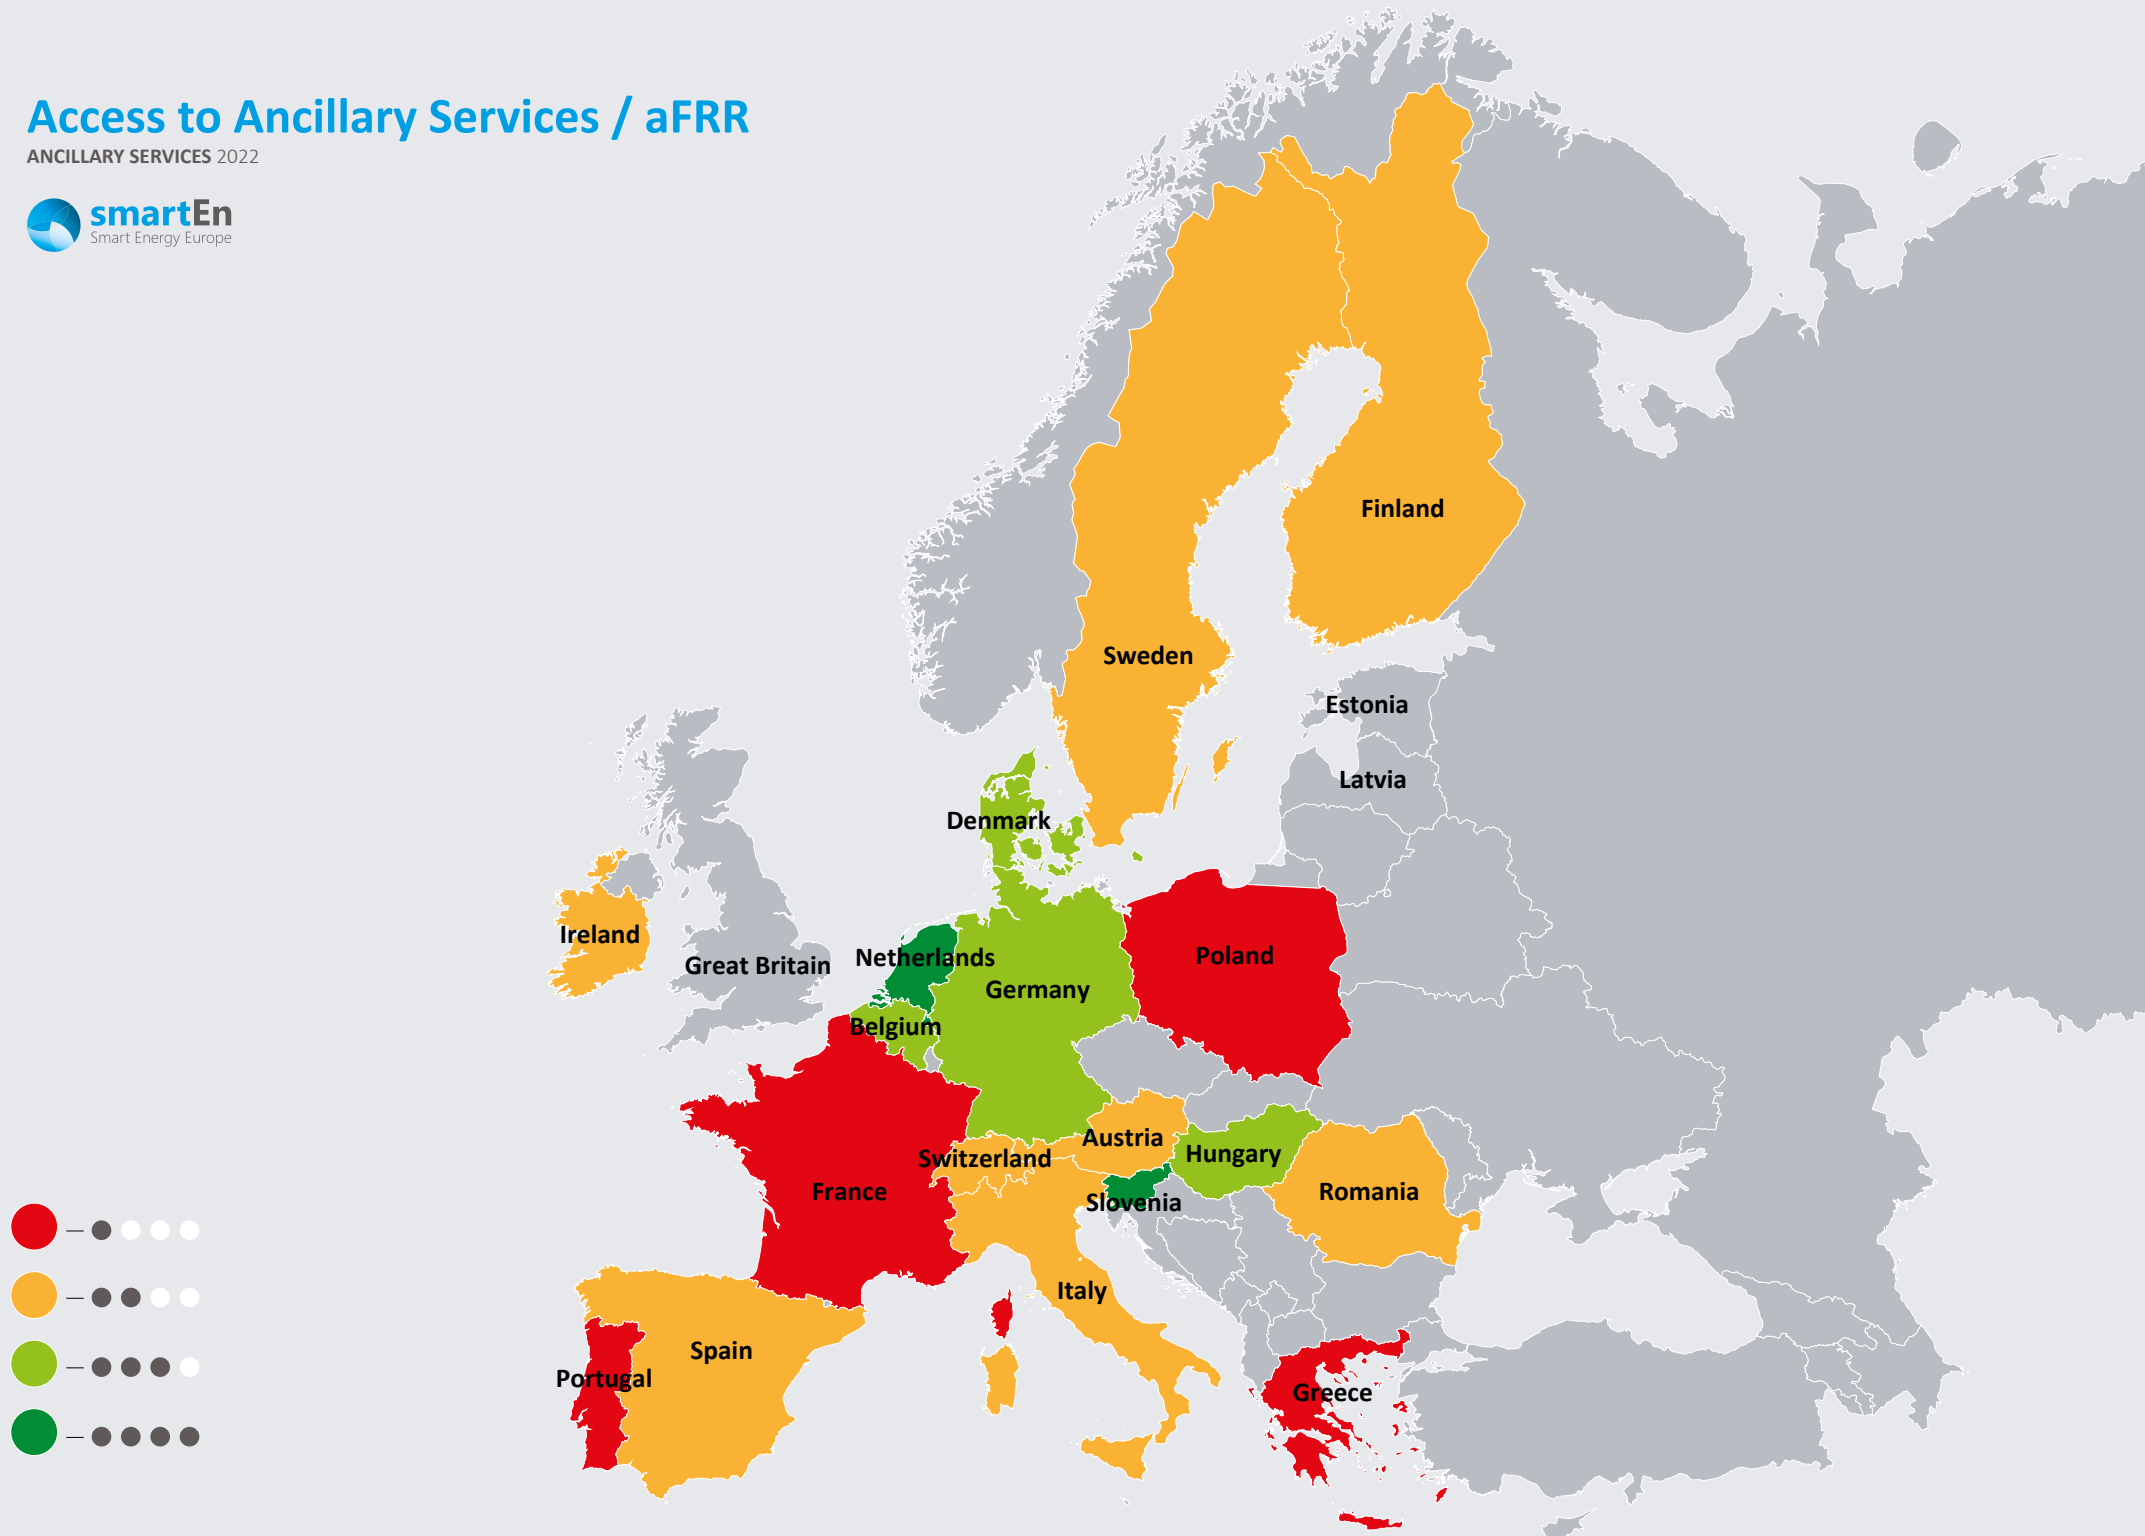 Access to Ancillary Services / aFRR
ANCILLARY SERVICES 2022
smartEn
Smart Energy Europe
Finland
Sweden
Estonia
Latvia
Denmark
Ireland
Great Britain
Netherlands
Poland
Germany
Belgium
Austria
Hungary
Switzerland
France
Slovenia
Romania
Italy
Spain
Portugal
Greece